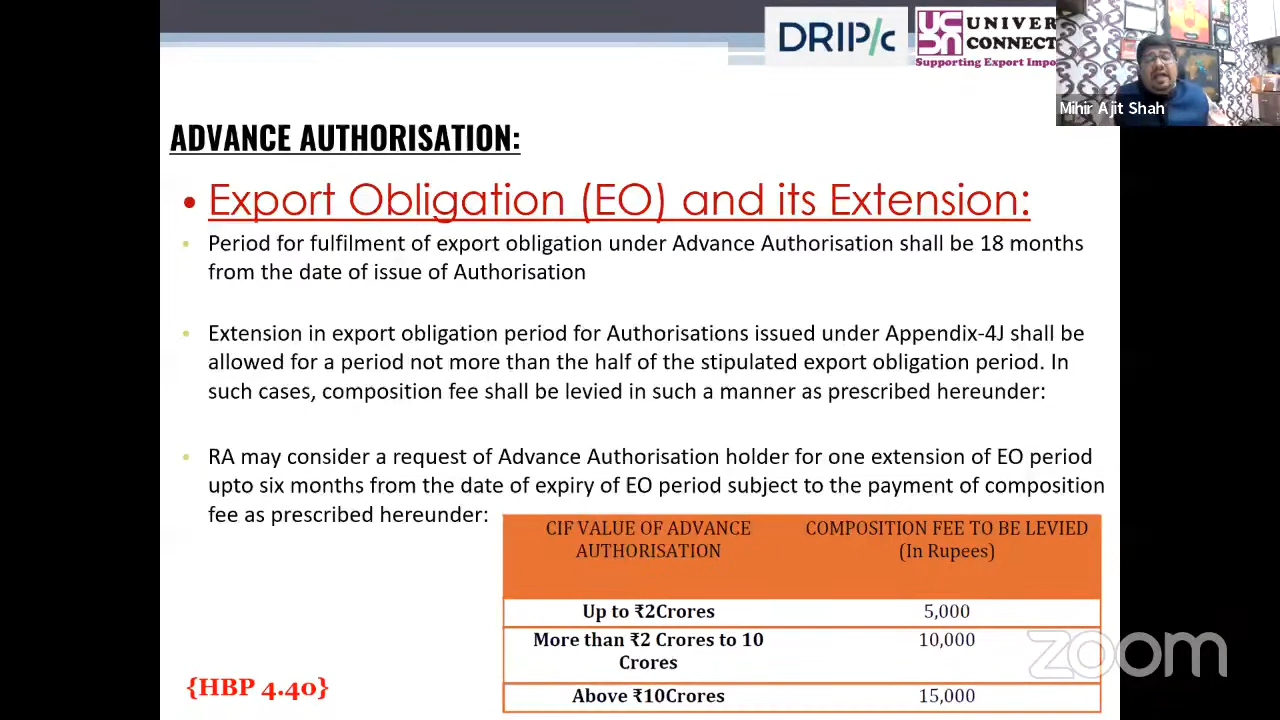 DRIP/c
UNIVER
CONNECT
Supporting Export Impo
Mihir Ajit Shah
ADVANCE AUTHORISATION:
• Export Obligation (EO) and its Extension:
• Period for fulfilment of export obligation under Advance Authorisation shall be 18 months
from the date of issue of Authorisation
• Extension in export obligation period for Authorisations issued under Appendix-4J shall be
allowed for a period not more than the half of the stipulated export obligation period. In
such cases, composition fee shall be levied in such a manner as prescribed hereunder:
• RA may consider a request of Advance Authorisation holder for one extension of EO period
upto six months from the date of expiry of EO period subject to the payment of composition
fee as prescribed hereunder:
CIF VALUE OF ADVANCE
AUTHORISATION
COMPOSITION FEE TO BE LEVIED
(In Rupees)
Up to ₹2Crores
5,000
More than ₹2 Crores to 10
Crores
10,000
Above ₹10Crores
15,000
{HBP 4.40}
zoom